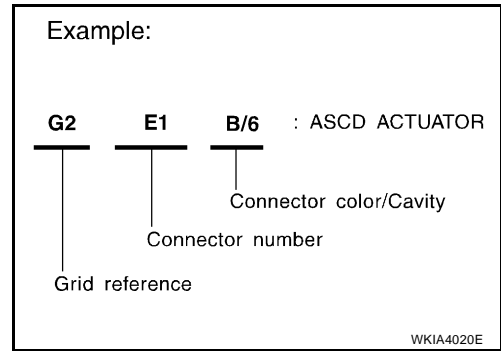 Example:
G2 E1 B/6 : ASCD ACTUATOR
Connector color/Cavity
Connector number
Grid reference
WKIA4020E